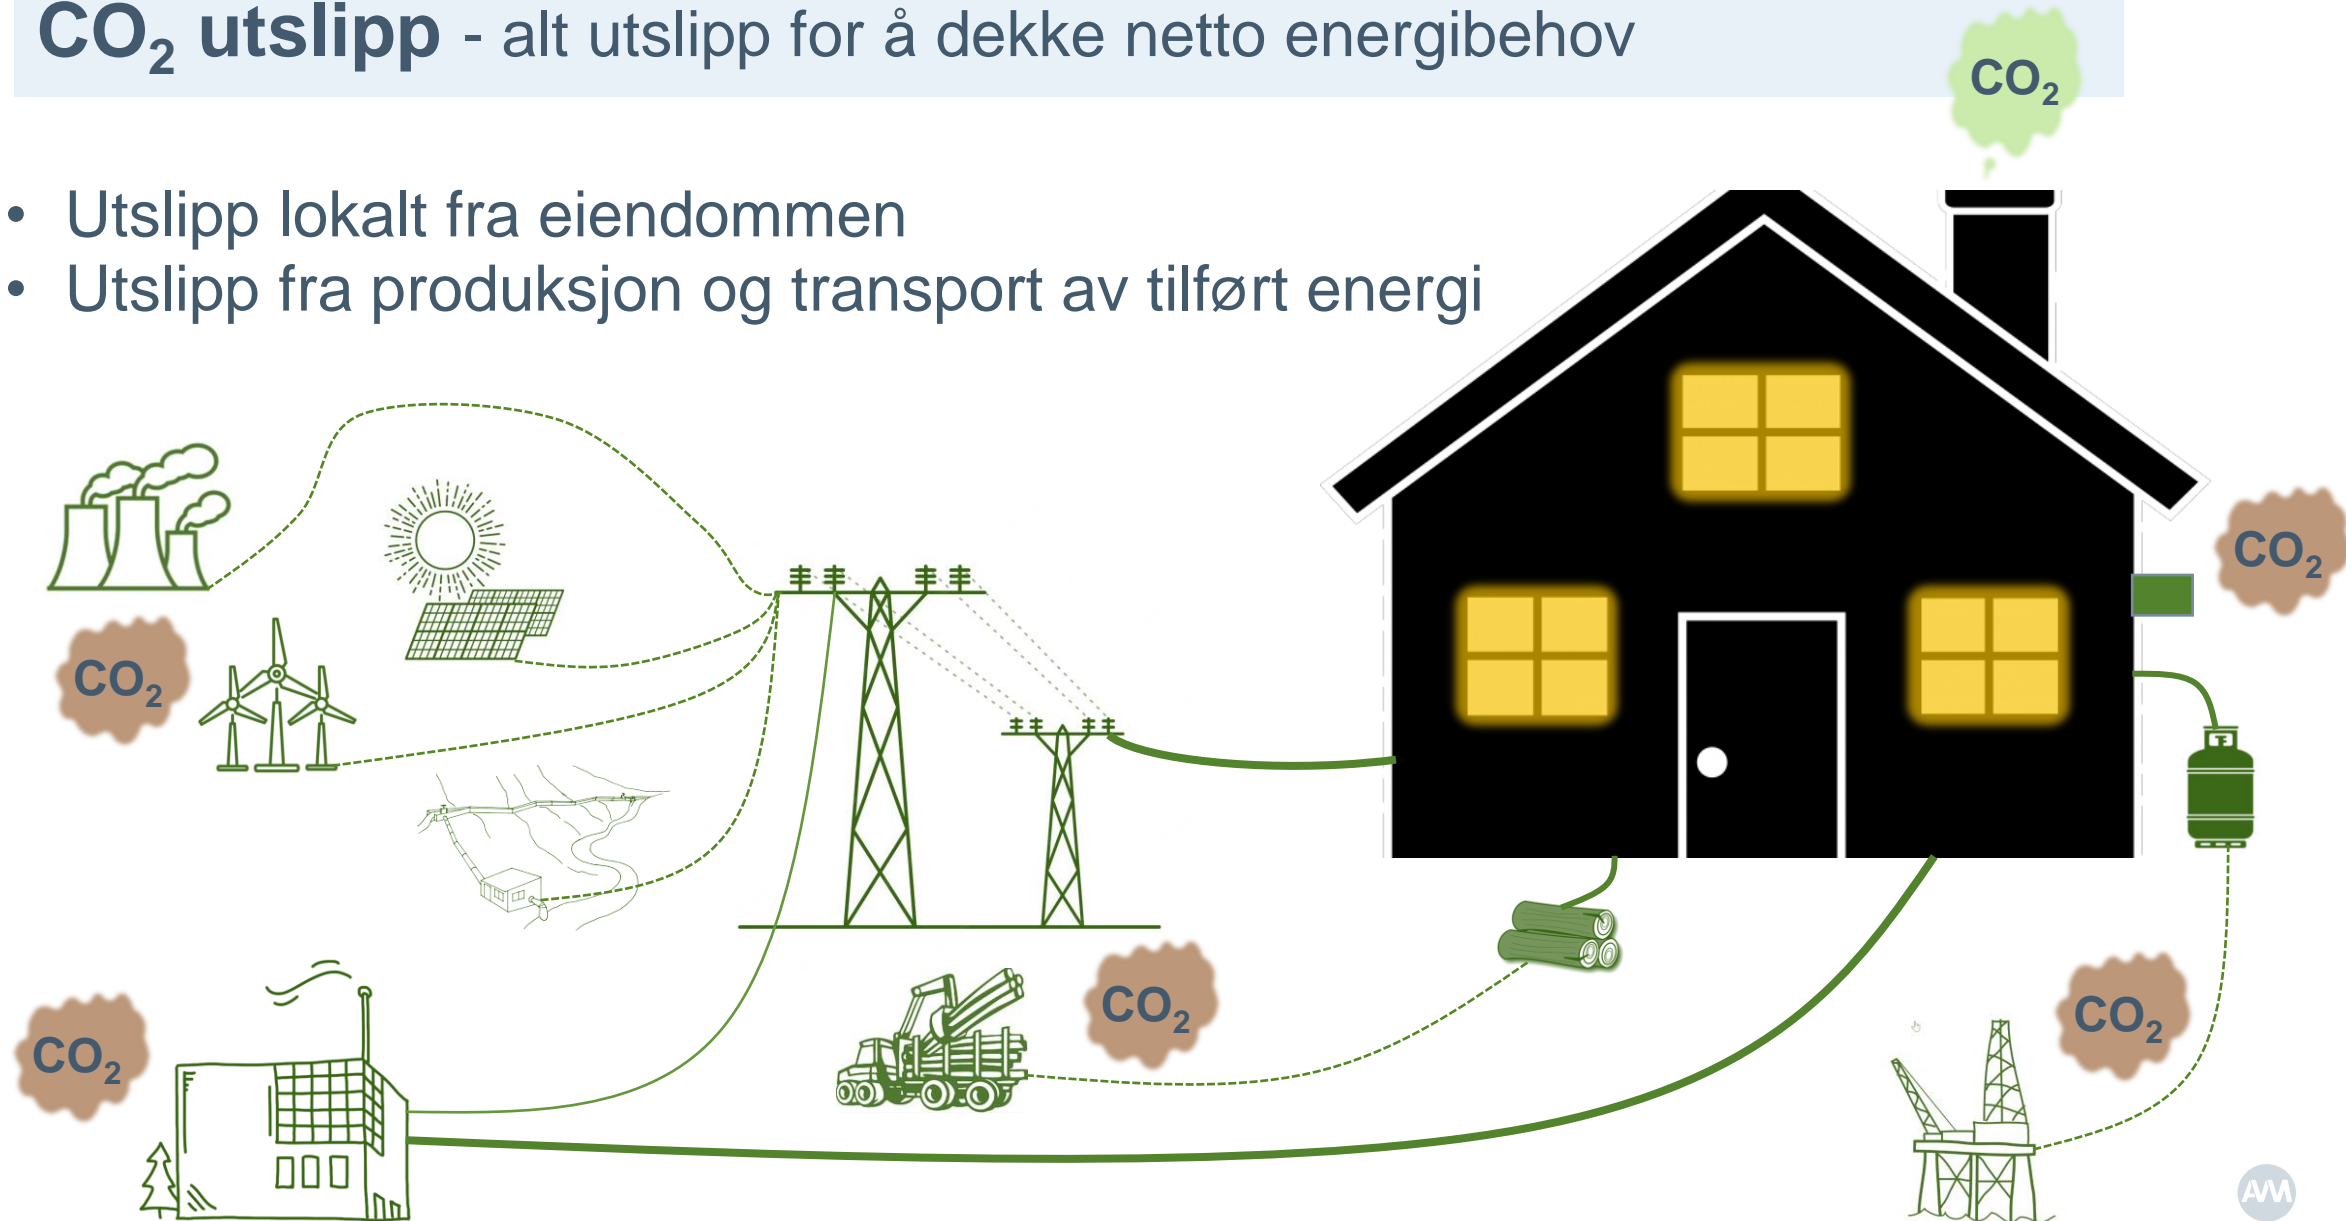 CO₂ utslipp - alt utslipp for å dekke netto energibehov
CO₂
• Utslipp lokalt fra eiendommen
• Utslipp fra produksjon og transport av tilført energi
CO₂
CO₂
CO₂
CO₂
CO₂
AVM